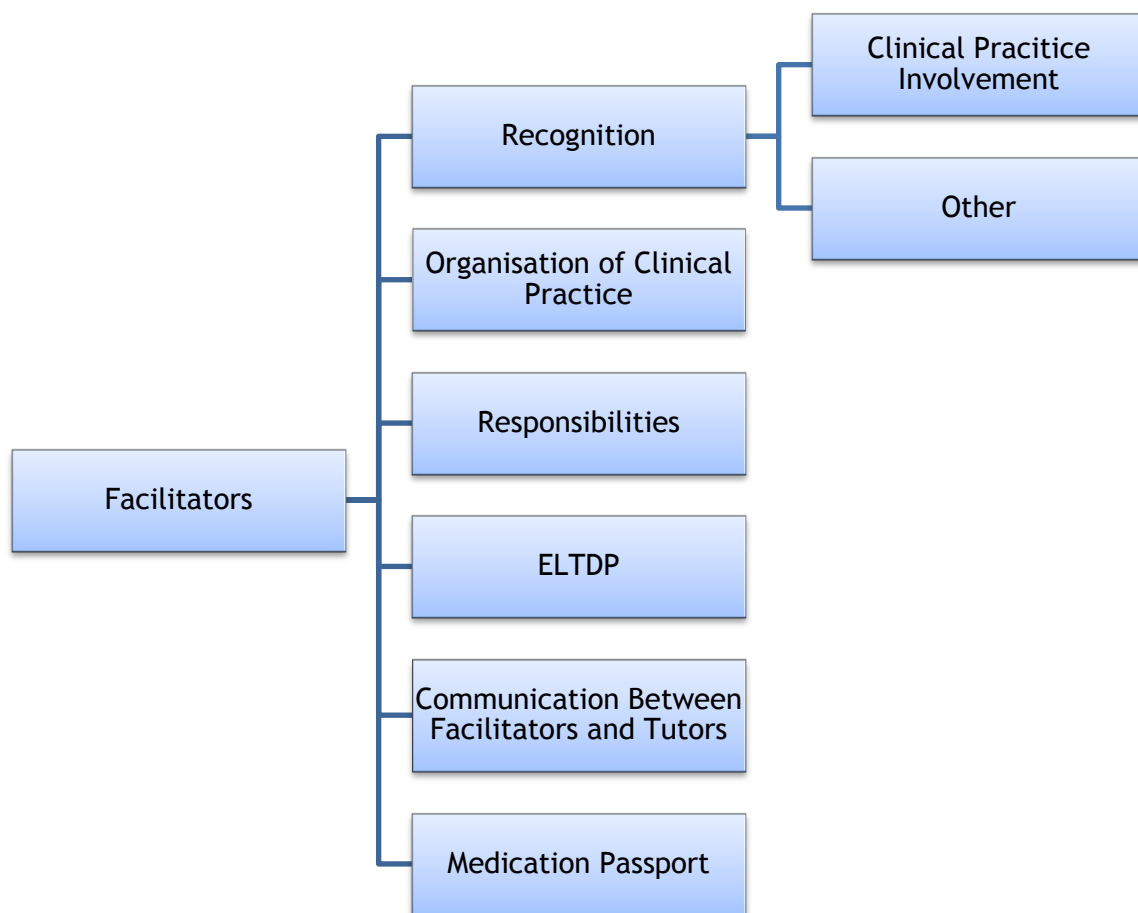 Facilitators
Recognition
Clinical Pracitice
Involvement
Other
Organisation of Clinical
Practice
Responsibilities
ELTDP
Communication Between
Facilitators and Tutors
Medication Passport